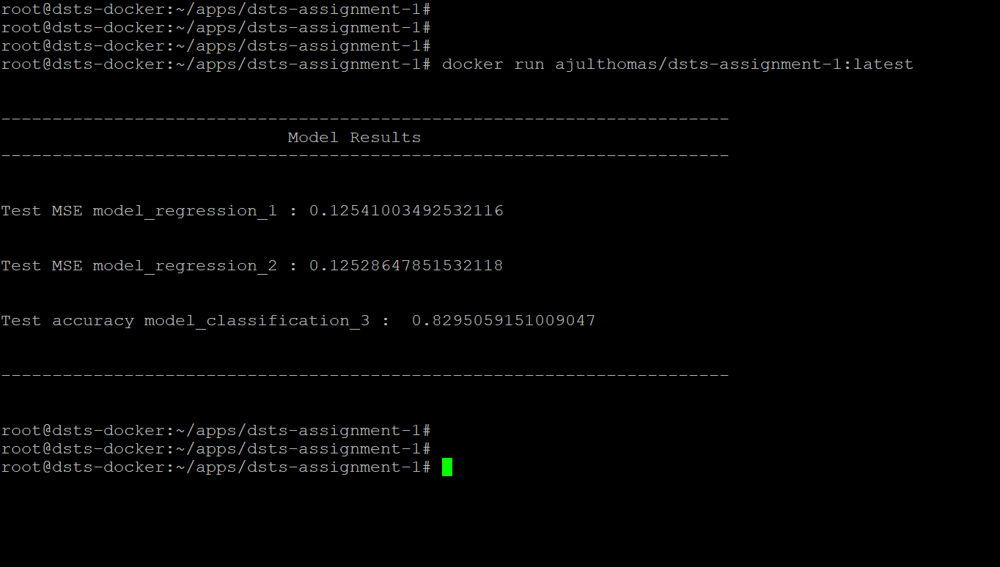 root@dsts-docker:~/apps/dsts-assignment-1#
root@dsts-docker:~/apps/dsts-assignment-1#
root@dsts-docker:~/apps/dsts-assignment-1#
root@dsts-docker:~/apps/dsts-assignment-1# docker run ajulthomas/dsts-assignment-1:latest
-----------------------------------------------------------------------
Model Results
-----------------------------------------------------------------------
Test MSE model_regression_1 : 0.12541003492532116
Test MSE model_regression_2 : 0.12528647851532118
Test accuracy model_classification_3 :  0.8295059151009047
-----------------------------------------------------------------------
root@dsts-docker:~/apps/dsts-assignment-1#
root@dsts-docker:~/apps/dsts-assignment-1#
root@dsts-docker:~/apps/dsts-assignment-1#